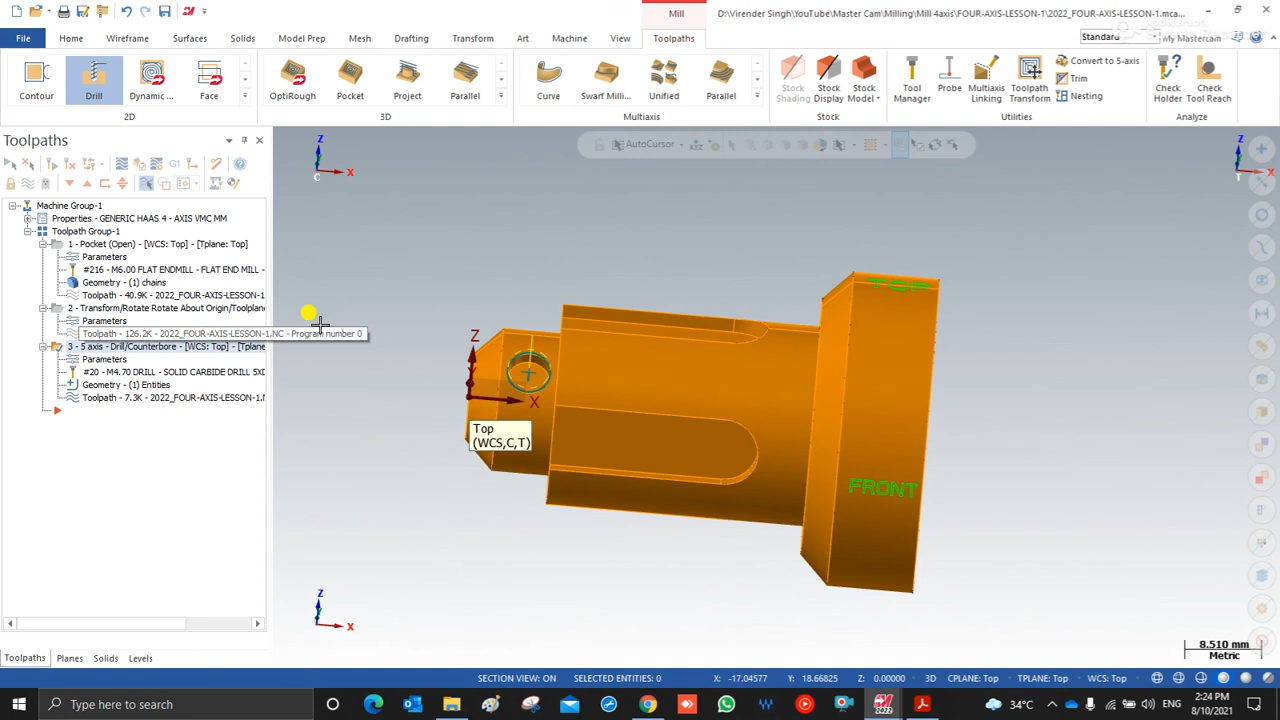 Mill
D:\Virender Singh\YouTube\Master Cam\Milling\Mill 4axis\FOUR-AXIS-LESSON-1\2022_FOUR-AXIS-LESSON-1.mca...
File
Home
Wireframe
Surfaces
Solids
Model Prep
Mesh
Drafting
Transform
Art
Machine
View
Toolpaths
Standard
My Mastercam
Contour
Drill
Dynamic ...
Face
OptiRough
Pocket
Project
Parallel
Curve
Swarf Milli...
Unified
Parallel
Stock Shading
Stock Display
Stock Model
Tool Manager
Probe
Multiaxis Linking
Toolpath Transform
Convert to 5-axis
Trim
Nesting
Check Holder
Check Tool Reach
2D
3D
Multiaxis
Stock
Utilities
Analyze
Toolpaths
AutoCursor
G1
Machine Group-1
Properties - GENERIC HAAS 4 - AXIS VMC MM
Toolpath Group-1
1 - Pocket (Open) - [WCS: Top] - [Tplane: Top]
Parameters
#216 - M6.00 FLAT ENDMILL - FLAT END MILL -
Geometry - (1) chains
Toolpath - 40.9K - 2022_FOUR-AXIS-LESSON-1
2 - Transform/Rotate Rotate About Origin/Toolplane
Parameters
Toolpath - 126.2K - 2022_FOUR-AXIS-LESSON-1.NC - Program number 0
3 - 5 axis - Drill/Counterbore - [WCS: Top] - [Tplane
Parameters
#20 - M4.70 DRILL - SOLID CARBIDE DRILL 5XD
Geometry - (1) Entities
Toolpath - 7.3K - 2022_FOUR-AXIS-LESSON-1.N
Z
X
C
Z
X
T
TOP
FRONT
Z
Y
X
Top
(WCS,C,T)
Z
X
8.510 mm
Metric
Toolpaths
Planes
Solids
Levels
SECTION VIEW: ON
SELECTED ENTITIES: 0
X: -17.04577
Y: 18.66825
Z: 0.00000
3D
CPLANE: Top
TPLANE: Top
WCS: Top
Type here to search
2022
34°C
ENG
2:24 PM
8/10/2021